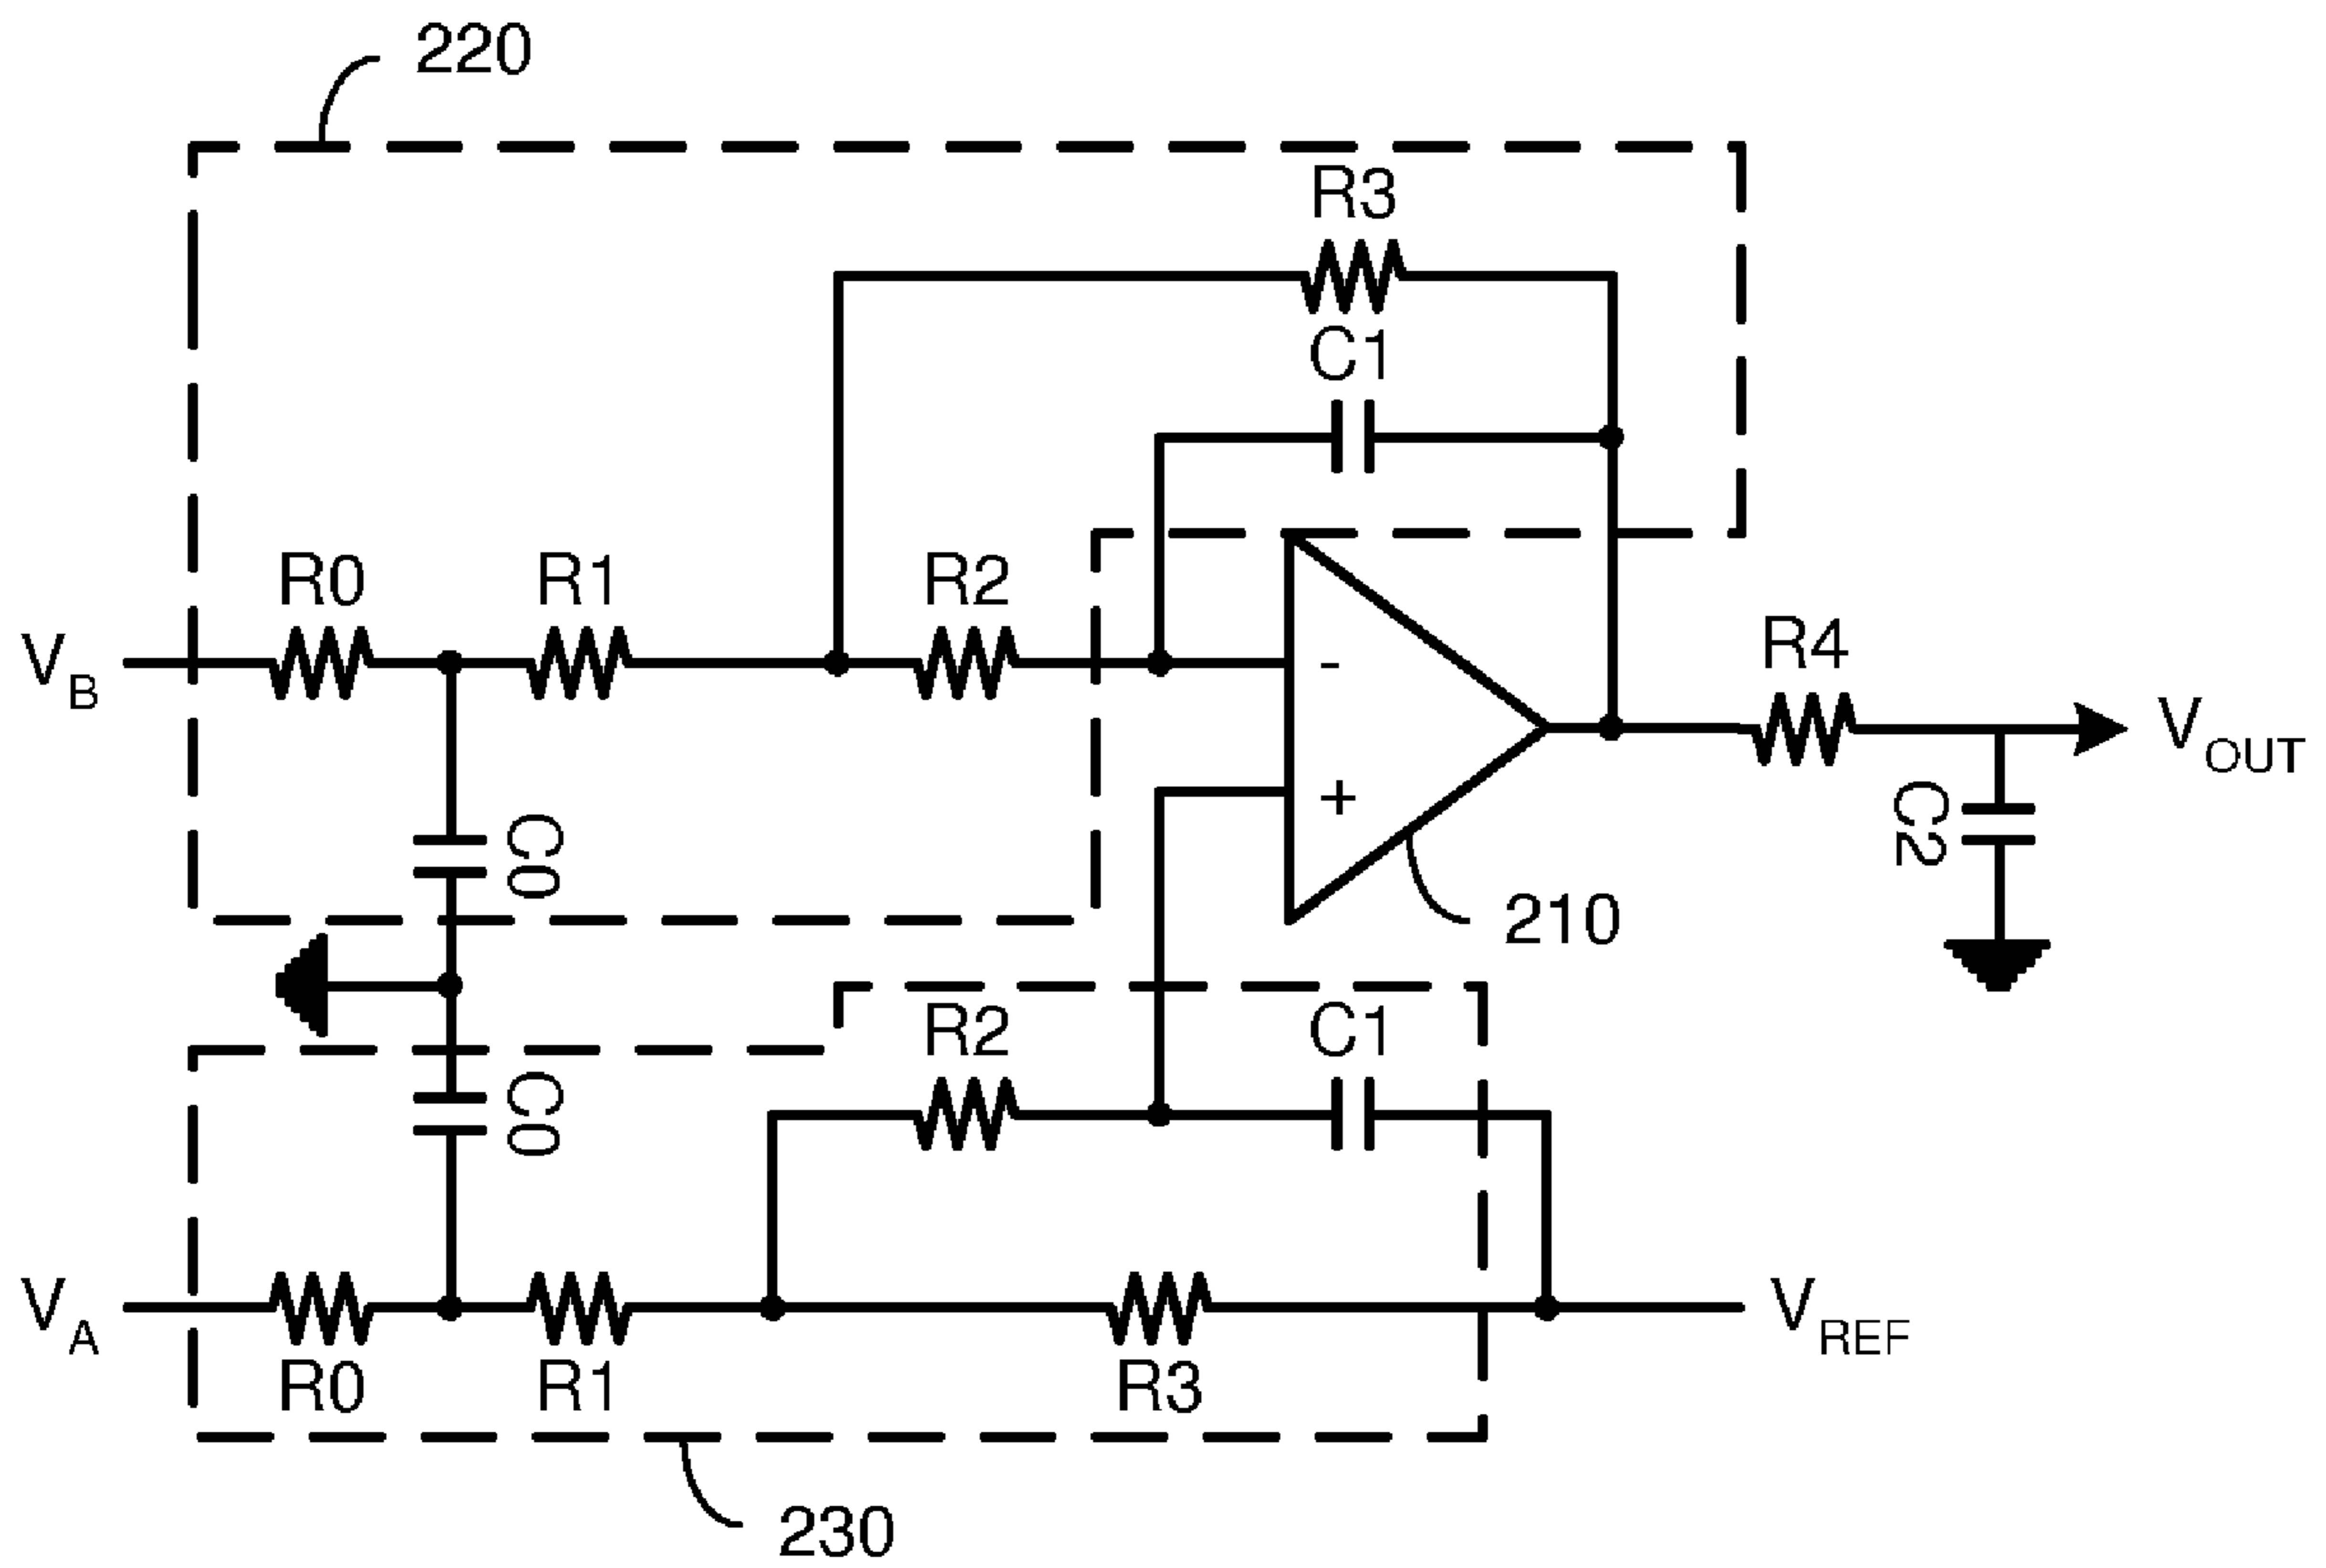 220
R3
C1
R0 R1 R2
R4
VB
-
VOUT
+
C0
C2
210
R2 C1
C0
VA
VREF
R0 R1 R3
230